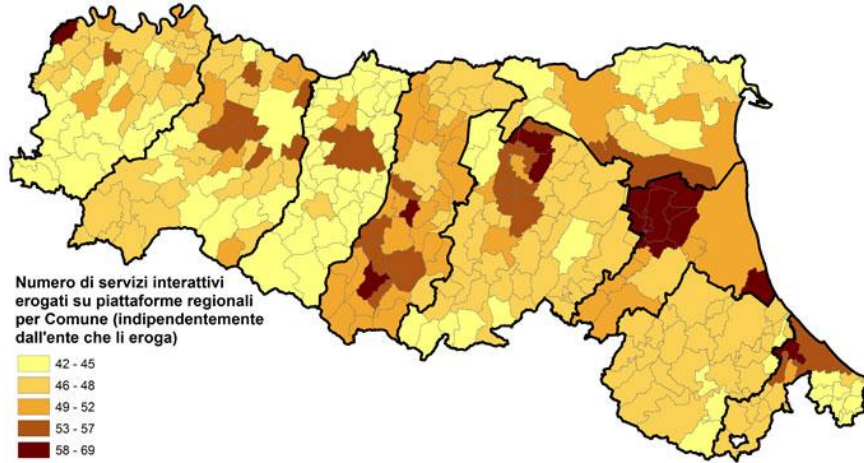 Numero di servizi interattivi
erogati su piattaforme regionali
per Comune (indipendentemente
dall'ente che li eroga)
42 - 45
46 - 48
49 - 52
53 - 57
58 - 69